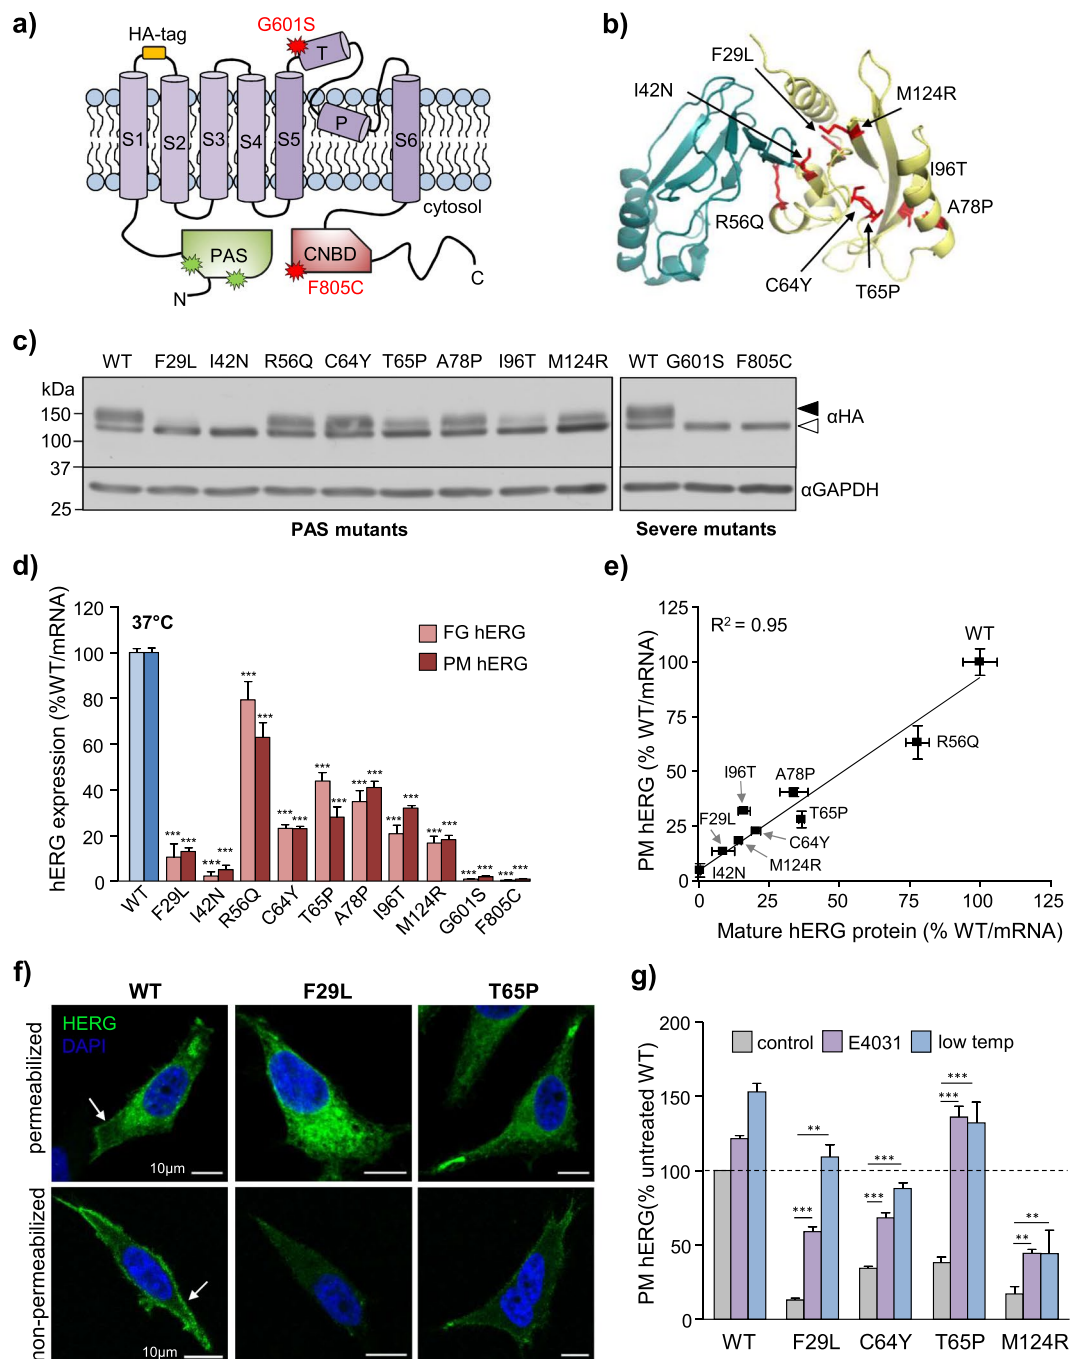 a)
HA-tag
G601S
T
P
S1
S2
S3
S4
S5
S6
cytosol
PAS
CNBD
N
F805C
C
b)
F29L
I42N
M124R
I96T
A78P
R56Q
C64Y
T65P
c)
WT F29L I42N R56Q C64Y T65P A78P I96T M124R WT G601S F805C
kDa
150
100
37
25
αHA
αGAPDH
PAS mutants
Severe mutants
d)
hERG expression (%WT/mRNA)
120
100
80
60
40
20
0
37°C
FG hERG
PM hERG
*** *** *** *** *** *** *** *** *** *** *** *** *** *** *** *** *** *** *** ***
WT F29L I42N R56Q C64Y T65P A78P I96T M124R G601S F805C
e)
PM hERG (% WT/mRNA)
125
100
75
50
25
0
R² = 0.95
WT
R56Q
A78P
I96T
T65P
F29L
C64Y
M124R
I42N
0 25 50 75 100 125
Mature hERG protein (% WT/mRNA)
f)
WT F29L T65P
permeabilized
HERG
DAPI
10μm
non-permeabilized
10μm
g)
PM hERG(% untreated WT)
200
150
100
50
0
control E4031 low temp
*** **
*** ***
*** ***
** **
WT F29L C64Y T65P M124R